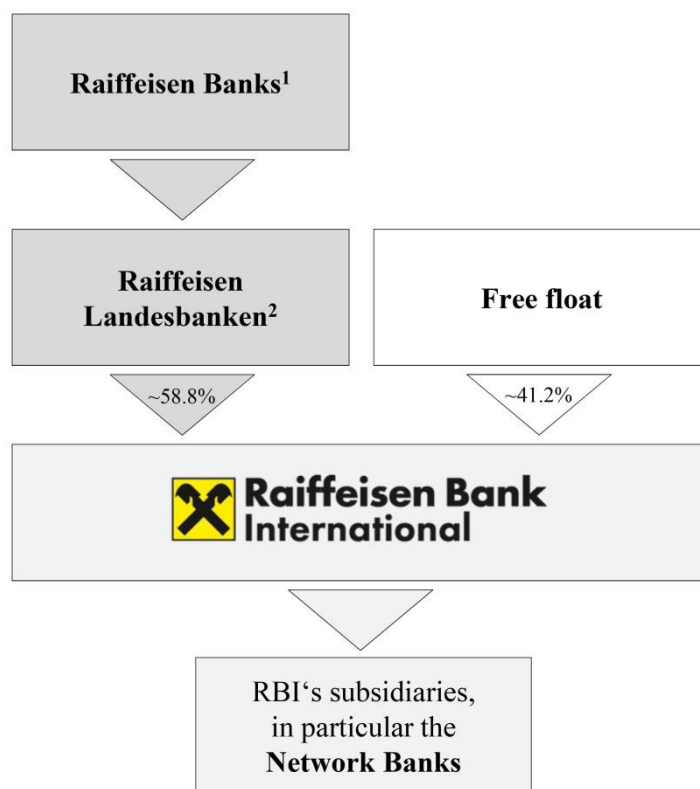 Raiffeisen Banks¹
Raiffeisen
Landesbanken²
Free float
~58.8%
~41.2%
Raiffeisen Bank
International
RBI‘s subsidiaries,
in particular the
Network Banks